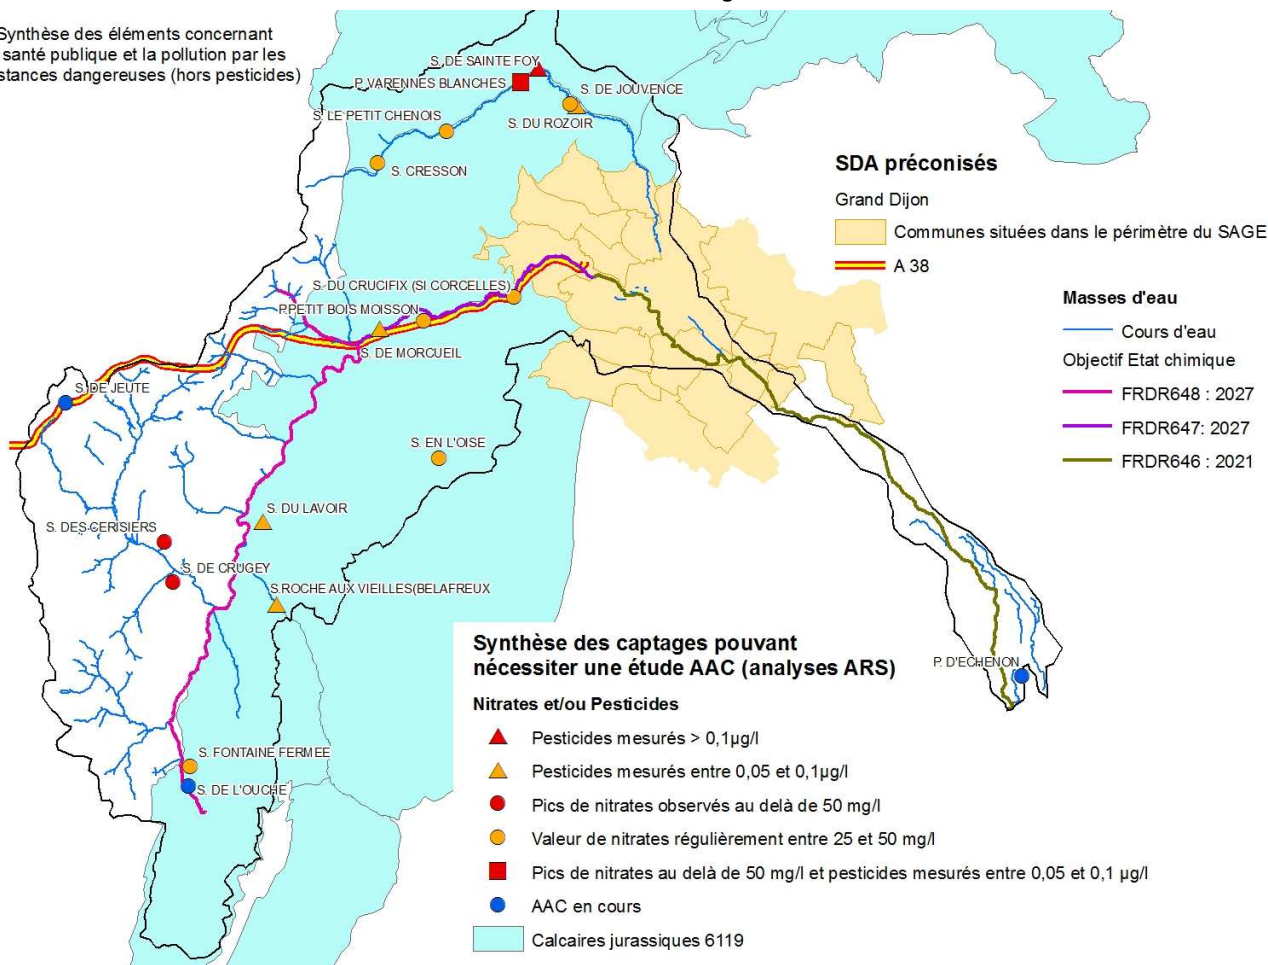 Synthèse des éléments concernant
santé publique et la pollution par les
stances dangereuses (hors pesticides)
S. DE SAINTE FOY
P. VARENNES BLANCHES
S. DE JOUVENCE
S. LE PETIT CHENOIS
S. DU ROZOIR
S. CRESSON
SDA préconisés
Grand Dijon
Communes situées dans le périmètre du SAGE
A 38
Masses d'eau
Cours d'eau
Objectif Etat chimique
FRDR648 : 2027
FRDR647: 2027
FRDR646 : 2021
S. DU CRUCIFIX (SI CORCELLES)
P.PETIT BOIS MOISSON
S. DE MORCUEIL
S. DE JEUTE
S. EN L'OISE
S. DU LAVOIR
S. DES CERISIERS
S. DE CRUGEY
S.ROCHE AUX VIEILLES(BELAFREUX
P. D'ECHENON
S. FONTAINE FERMEE
S. DE L'OUCHE
Synthèse des captages pouvant
nécessiter une étude AAC (analyses ARS)
Nitrates et/ou Pesticides
Pesticides mesurés > 0,1µg/l
Pesticides mesurés entre 0,05 et 0,1µg/l
Pics de nitrates observés au delà de 50 mg/l
Valeur de nitrates régulièrement entre 25 et 50 mg/l
Pics de nitrates au delà de 50 mg/l et pesticides mesurés entre 0,05 et 0,1 µg/l
AAC en cours
Calcaires jurassiques 6119